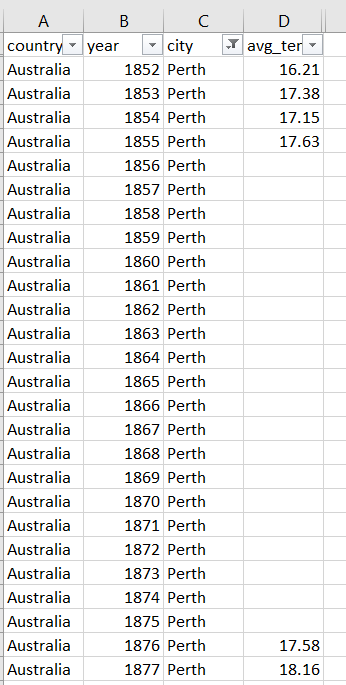 A B C D
country year city avg_ter
Australia 1852 Perth 16.21
Australia 1853 Perth 17.38
Australia 1854 Perth 17.15
Australia 1855 Perth 17.63
Australia 1856 Perth
Australia 1857 Perth
Australia 1858 Perth
Australia 1859 Perth
Australia 1860 Perth
Australia 1861 Perth
Australia 1862 Perth
Australia 1863 Perth
Australia 1864 Perth
Australia 1865 Perth
Australia 1866 Perth
Australia 1867 Perth
Australia 1868 Perth
Australia 1869 Perth
Australia 1870 Perth
Australia 1871 Perth
Australia 1872 Perth
Australia 1873 Perth
Australia 1874 Perth
Australia 1875 Perth
Australia 1876 Perth 17.58
Australia 1877 Perth 18.16